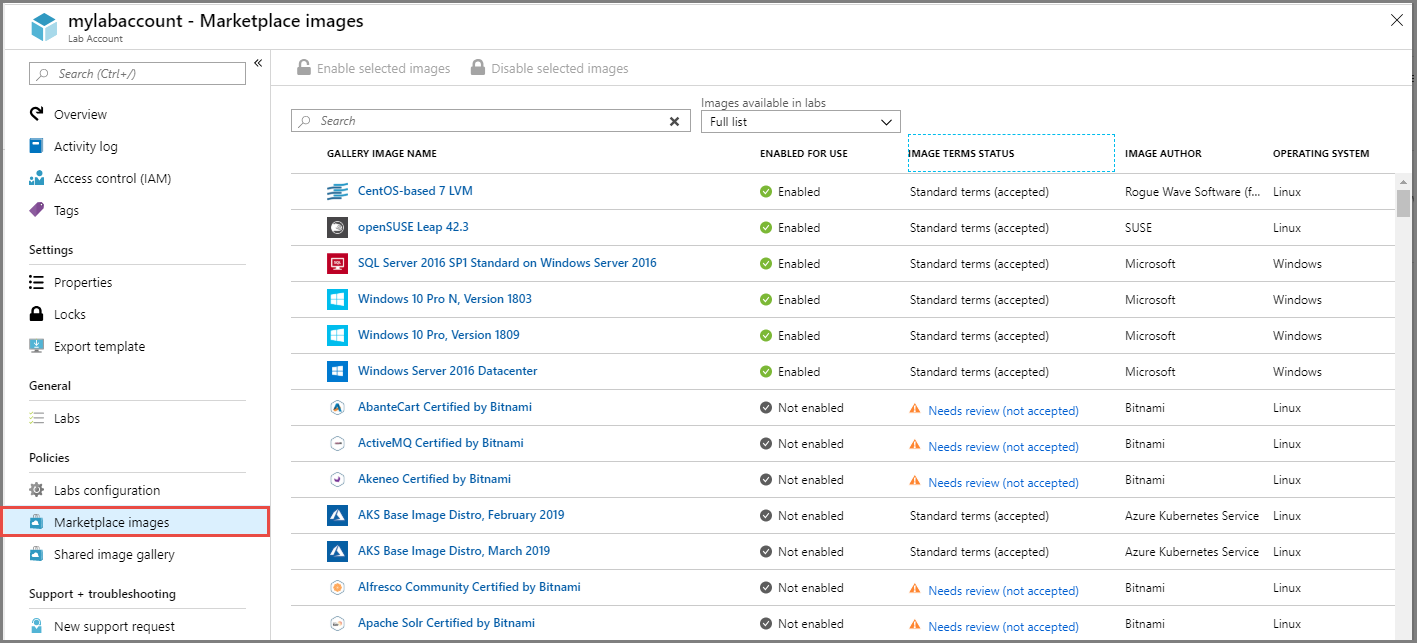 mylabaccount - Marketplace images
Lab Account
Search (Ctrl+/)
Overview
Activity log
Access control (IAM)
Tags
Settings
Properties
Locks
Export template
General
Labs
Policies
Labs configuration
Marketplace images
Shared image gallery
Support + troubleshooting
New support request
Enable selected images Disable selected images
Images available in labs
Search Full list
GALLERY IMAGE NAME ENABLED FOR USE IMAGE TERMS STATUS IMAGE AUTHOR OPERATING SYSTEM
CentOS-based 7 LVM Enabled Standard terms (accepted) Rogue Wave Software (f... Linux
openSUSE Leap 42.3 Enabled Standard terms (accepted) SUSE Linux
SQL Server 2016 SP1 Standard on Windows Server 2016 Enabled Standard terms (accepted) Microsoft Windows
Windows 10 Pro N, Version 1803 Enabled Standard terms (accepted) Microsoft Windows
Windows 10 Pro, Version 1809 Enabled Standard terms (accepted) Microsoft Windows
Windows Server 2016 Datacenter Enabled Standard terms (accepted) Microsoft Windows
AbanteCart Certified by Bitnami Not enabled Needs review (not accepted) Bitnami Linux
ActiveMQ Certified by Bitnami Not enabled Needs review (not accepted) Bitnami Linux
Akeneo Certified by Bitnami Not enabled Needs review (not accepted) Bitnami Linux
AKS Base Image Distro, February 2019 Not enabled Standard terms (accepted) Azure Kubernetes Service Linux
AKS Base Image Distro, March 2019 Not enabled Standard terms (accepted) Azure Kubernetes Service Linux
Alfresco Community Certified by Bitnami Not enabled Needs review (not accepted) Bitnami Linux
Apache Solr Certified by Bitnami Not enabled Needs review (not accepted) Bitnami Linux